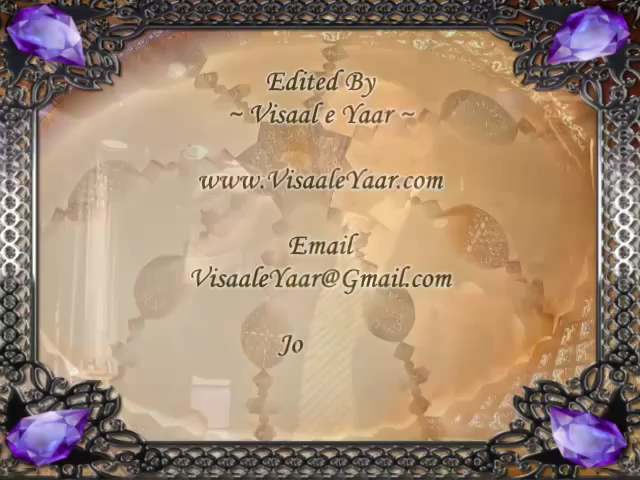 Edited By
~ Visaal e Yaar ~
www.VisaaleYaar.com
Email
VisaaleYaar@Gmail.com
Jo